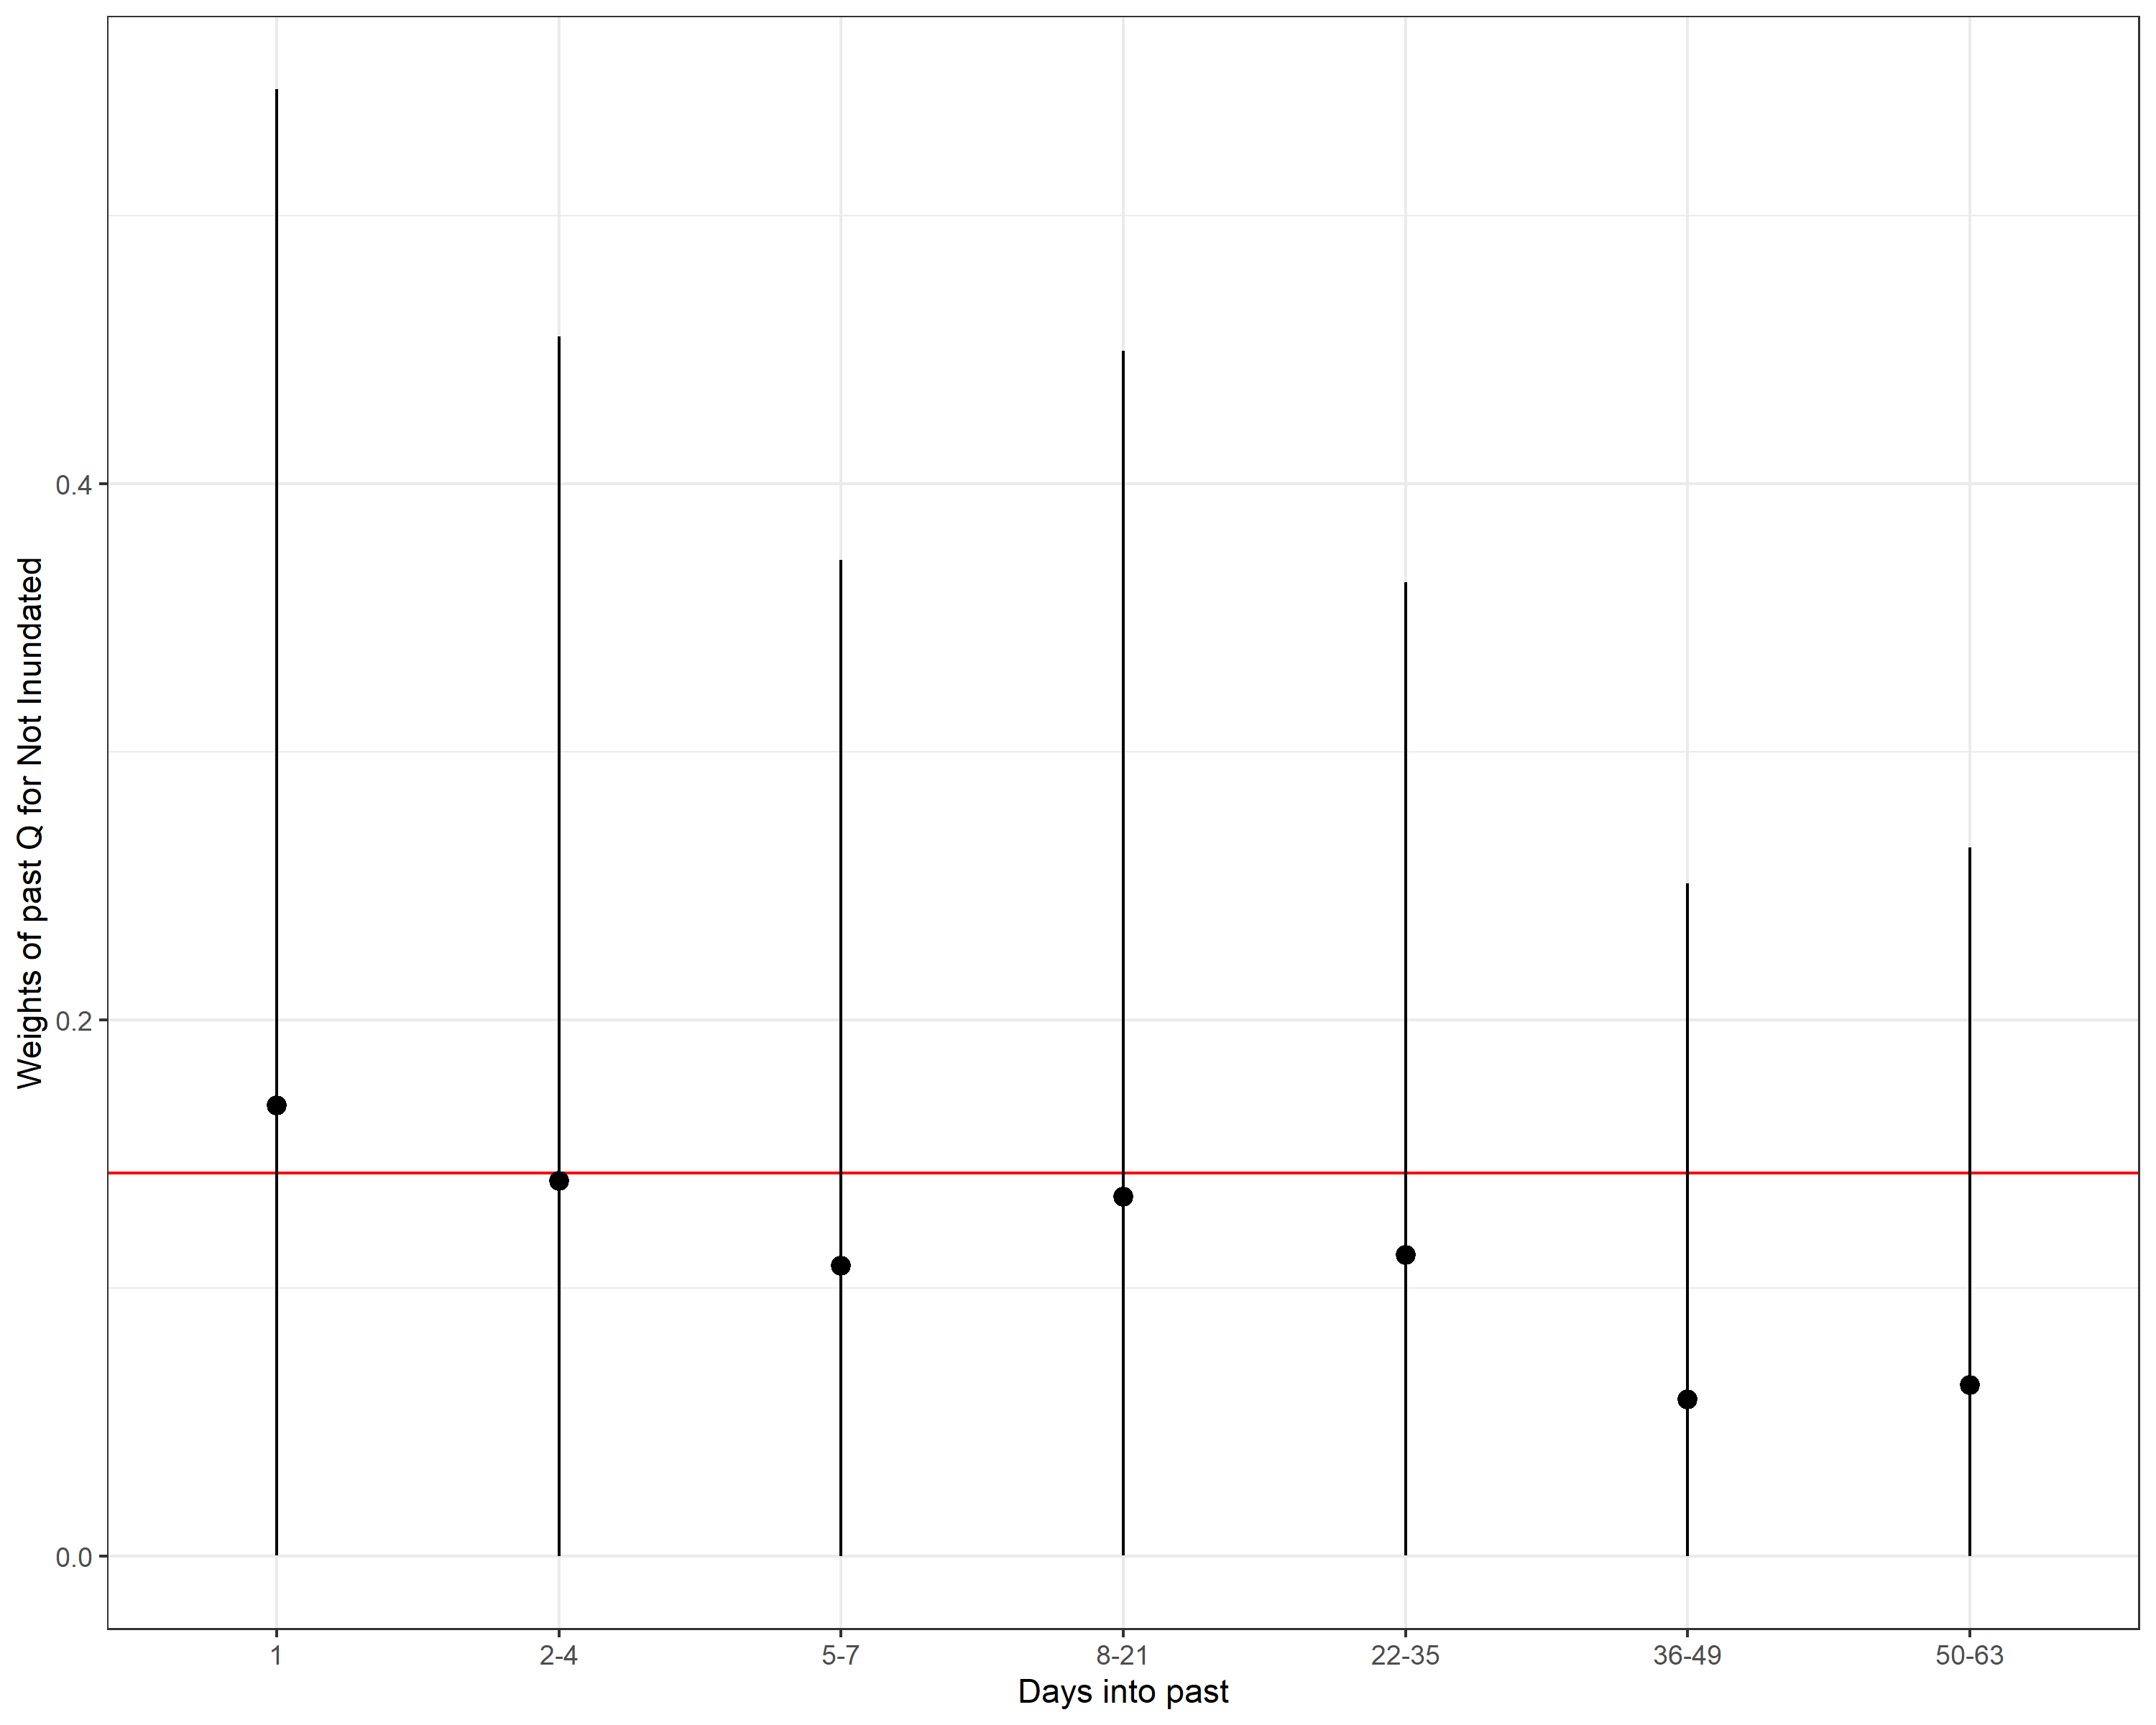 Weights of past Q for Not Inundated
0.4
0.2
0.0
1 2-4 5-7 8-21 22-35 36-49 50-63
Days into past